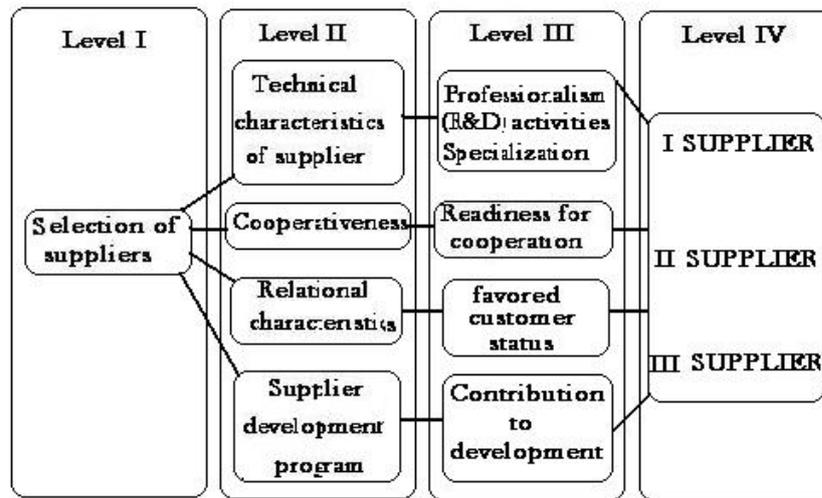 Level I
Selection of
suppliers
Level II
Technical
characteristics
of supplier
Cooperativeness
Relational
characteristics
Supplier
development
program
Level III
Professionalism
(R&D) activities
Specialization
Readiness for
cooperation
favored
customer
status
Contribution
to
development
Level IV
I SUPPLIER
II SUPPLIER
III SUPPLIER